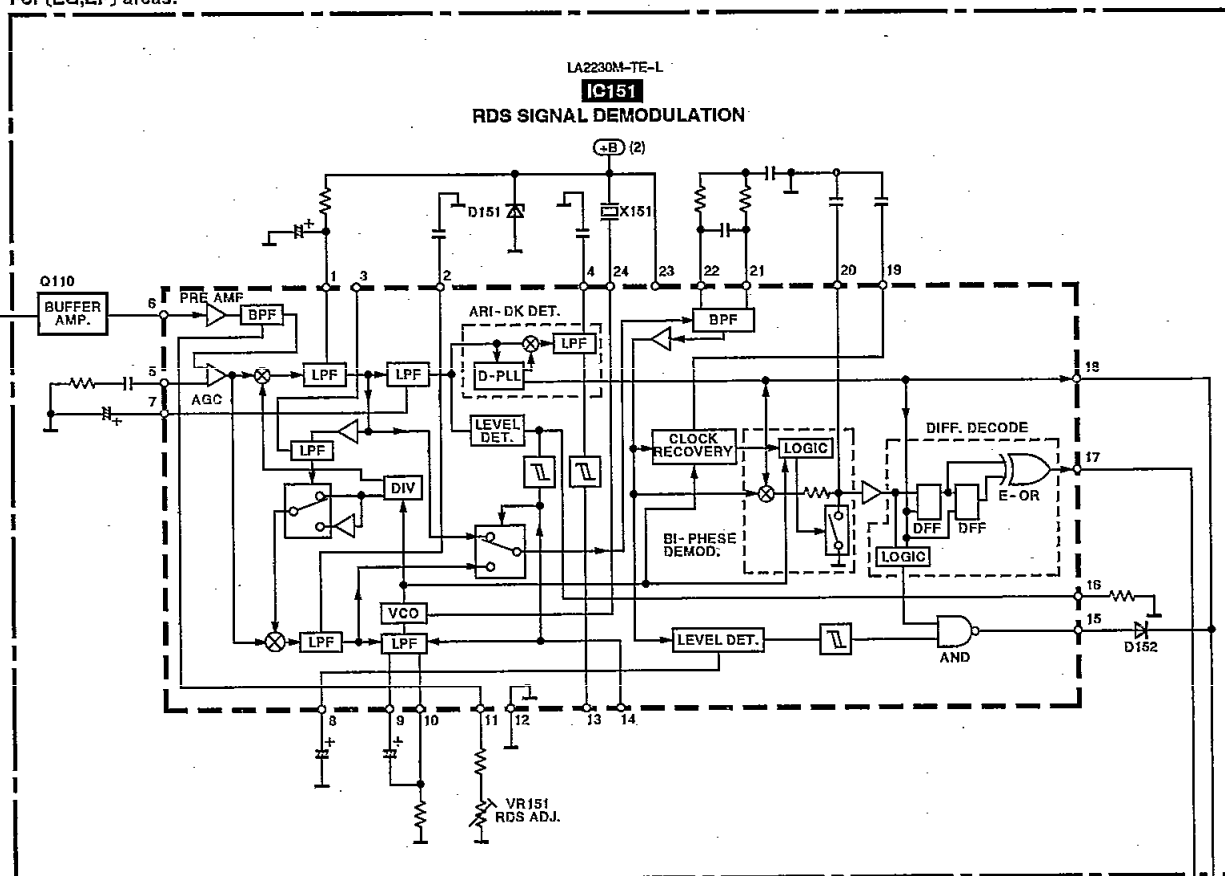 For (EG,EF) areas.
LA2230M-TE-L
IC151
RDS SIGNAL DEMODULATION
+B (2)
D151
X151
1 3 2 4 24 23 22 21 20 19
Q110
BUFFER AMP.
6
PRE AMP
BPF
ARI-DK DET.
LPF
D-PLL
BPF
5
7
AGC
LPF
LPF
18
LEVEL DET.
CLOCK RECOVERY
LOGIC
DIFF. DECODE
LPF
DIV
DFF
DFF
E-OR
17
BI-PHESE DEMOD.
LOGIC
16
VCO
15
LPF
LPF
LEVEL DET.
AND
D152
8 9 10 11 12 13 14
VR151
RDS ADJ.